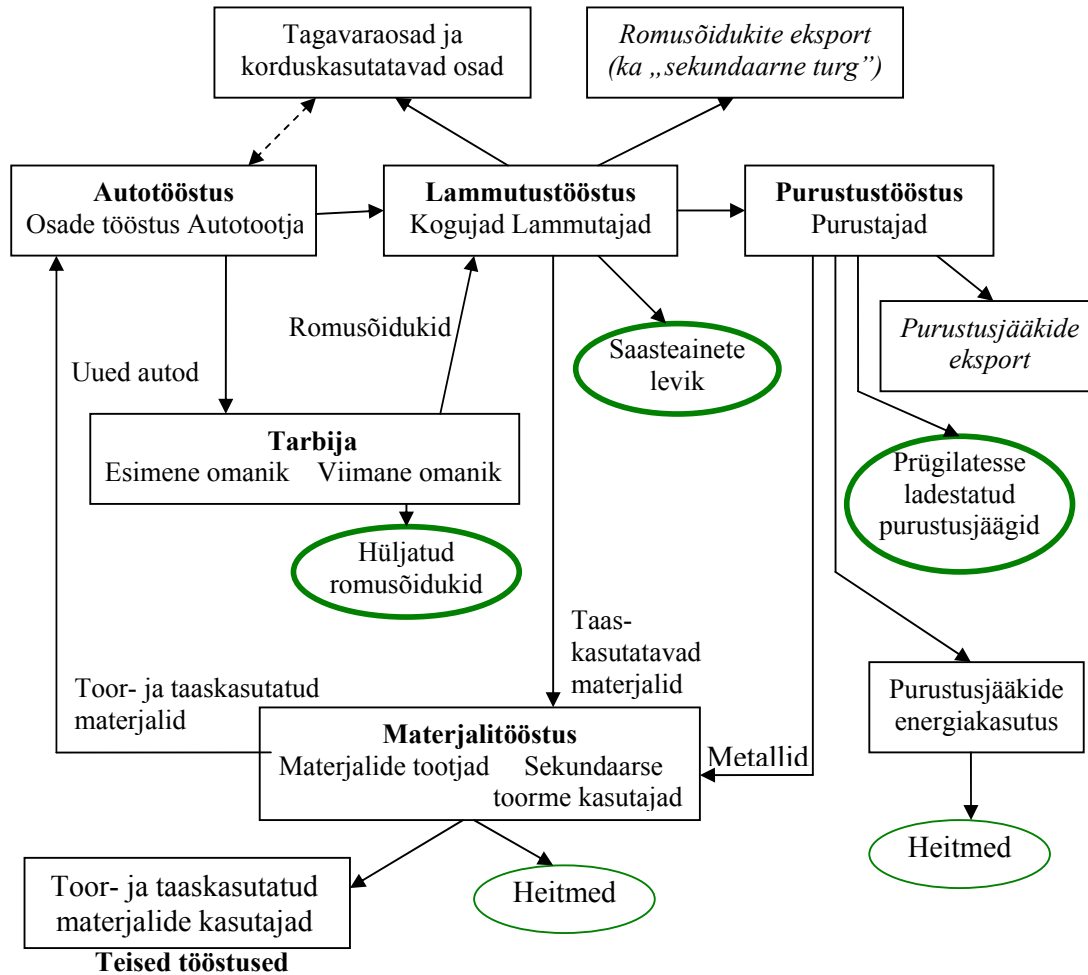 Tagavaraosad ja
korduskasutatavad osad
Romusõidukite eksport
(ka „sekundaarne turg”)
Autotööstus
Osade tööstus Autotootja
Lammutustööstus
Kogujad Lammutajad
Purustustööstus
Purustajad
Romusõidukid
Uued autod
Saasteainete
levik
Purustusjääkide
eksport
Tarbija
Esimene omanik Viimane omanik
Prügilatesse
ladestatud
purustusjäägid
Hüljatud
romusõidukid
Taas-
kasutatavad
materjalid
Toor- ja taaskasutatud
materjalid
Purustusjääkide
energiakasutus
Materjalitööstus
Materjalide tootjad Sekundaarse
toorme kasutajad
Metallid
Heitmed
Heitmed
Toor- ja taaskasutatud
materjalide kasutajad
Teised tööstused